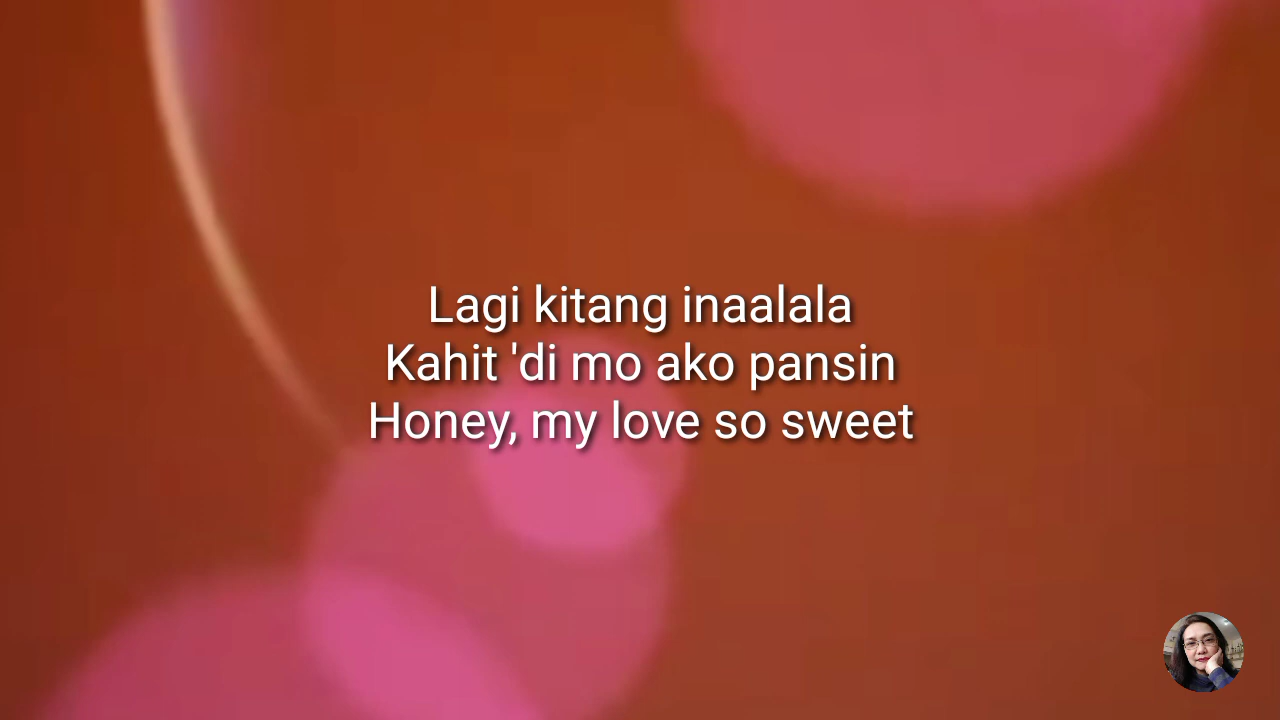 Lagi kitang inaalala
Kahit 'di mo ako pansin
Honey, my love so sweet